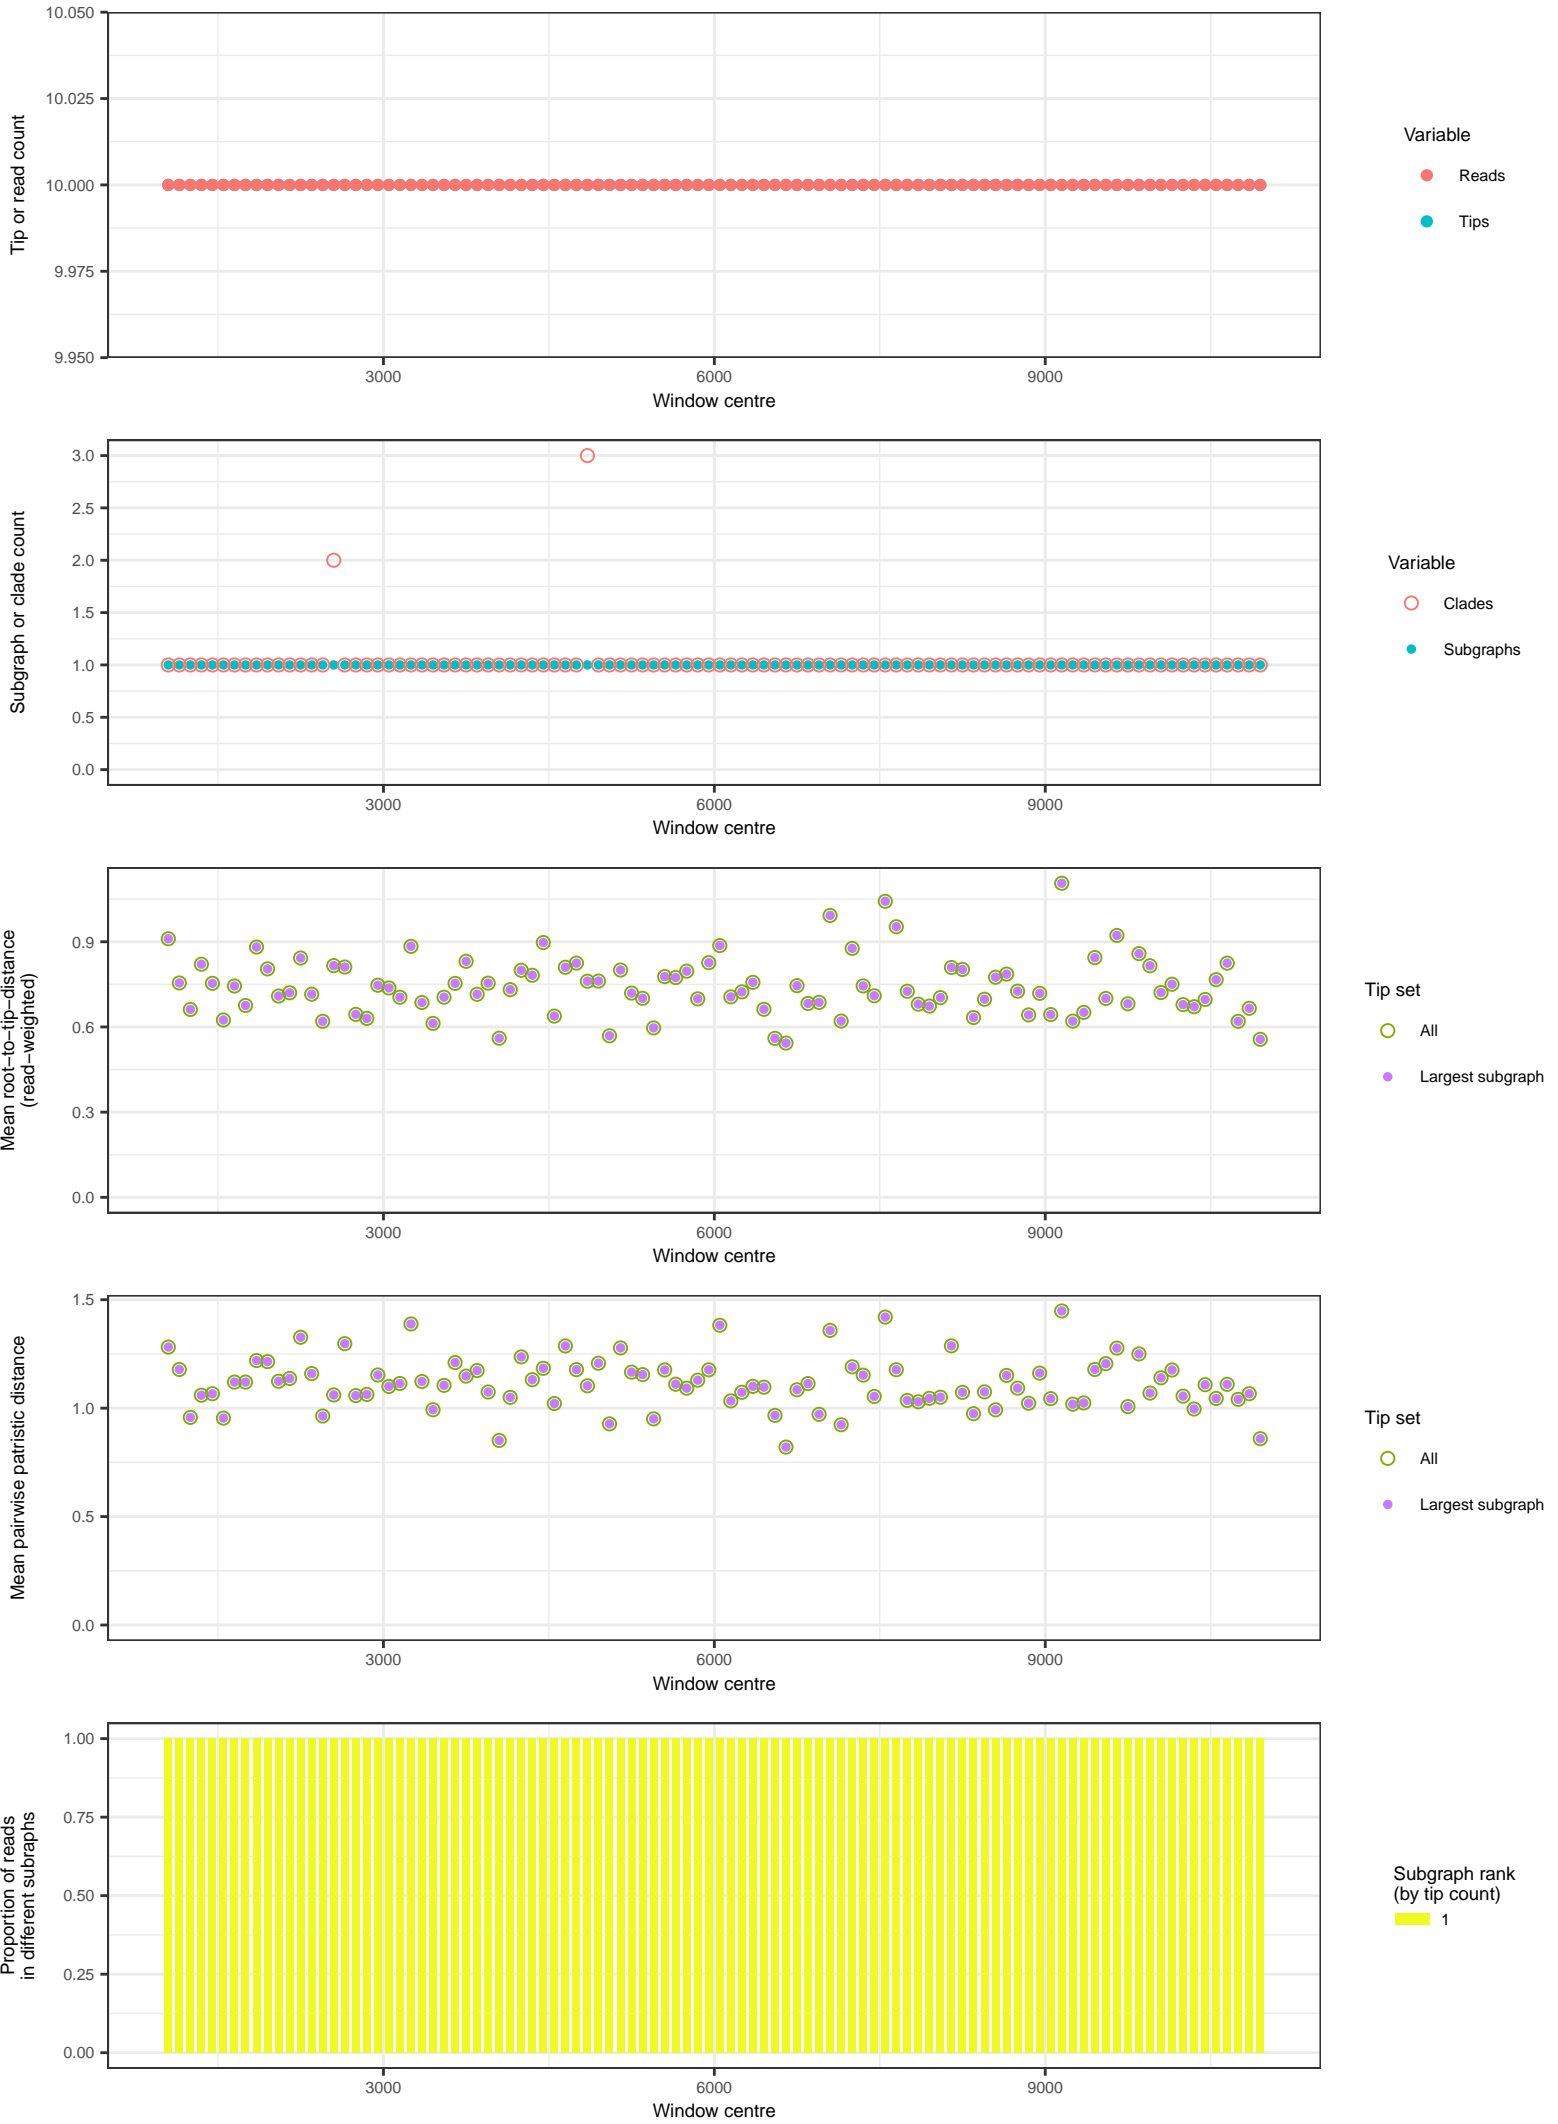 10.050
10.025
10.000
9.975
9.950
Tip or read count
3000
6000
9000
Window centre
Variable
Reads
Tips
3.0
2.5
2.0
1.5
1.0
0.5
0.0
Subgraph or clade count
3000
6000
9000
Window centre
Variable
Clades
Subgraphs
0.9
0.6
0.3
0.0
Mean root−to−tip−distance
(read−weighted)
3000
6000
9000
Window centre
Tip set
All
Largest subgraph
1.5
1.0
0.5
0.0
Mean pairwise patristic distance
3000
6000
9000
Window centre
Tip set
All
Largest subgraph
1.00
0.75
0.50
0.25
0.00
Proportion of reads
in different subraphs
3000
6000
9000
Window centre
Subgraph rank
(by tip count)
1